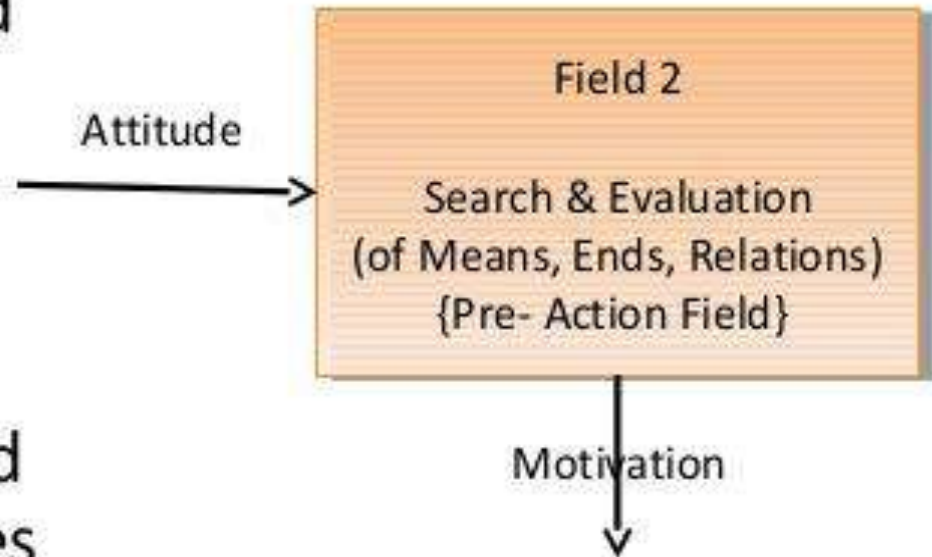 Attitude
Field 2
Search & Evaluation
(of Means, Ends, Relations)
{Pre- Action Field}
Motivation